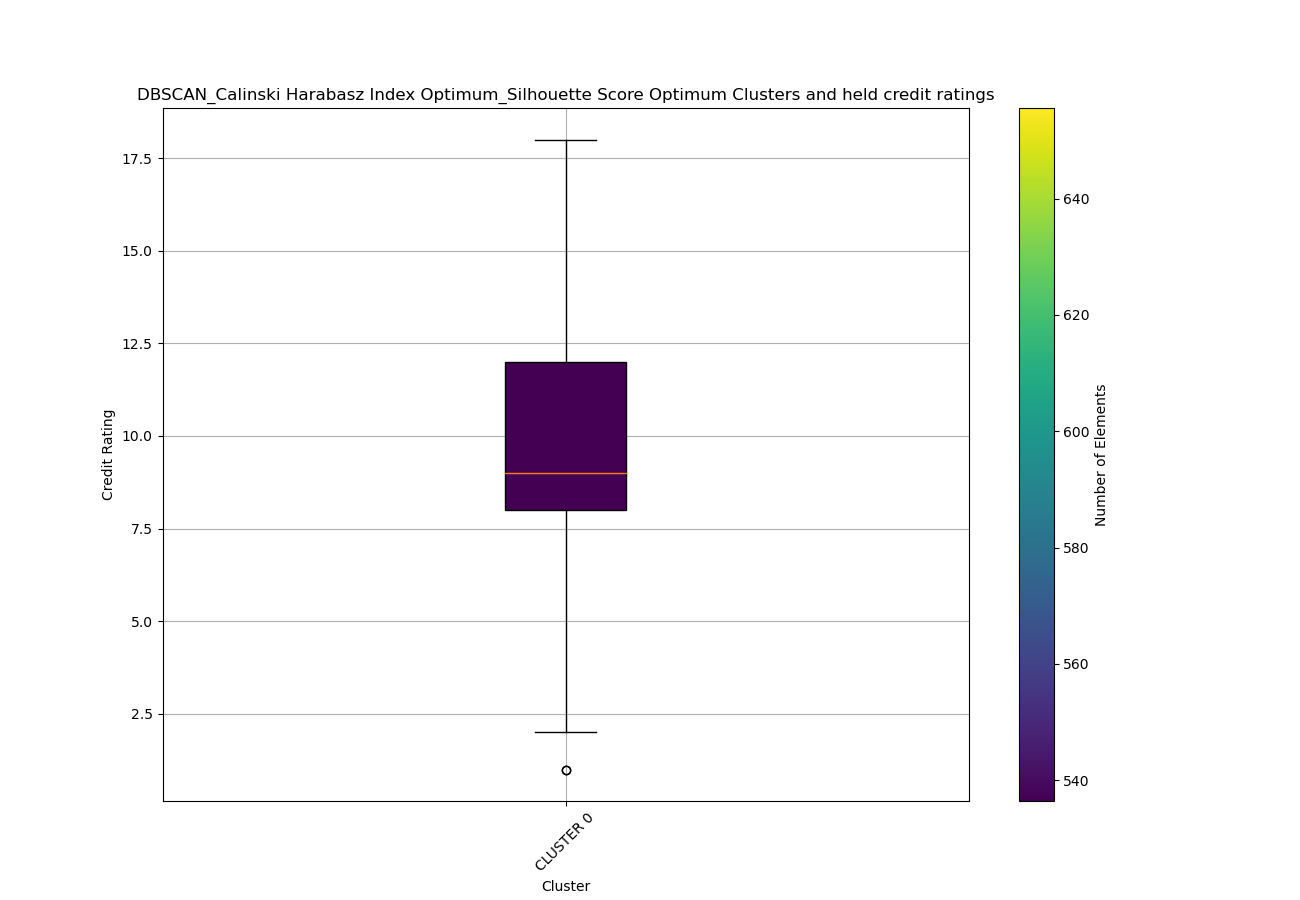 DBSCAN_Calinski Harabasz Index Optimum_Silhouette Score Optimum Clusters and held credit ratings
17.5
15.0
12.5
10.0
7.5
5.0
2.5
Credit Rating
CLUSTER 0
Cluster
640
620
600
580
560
540
Number of Elements